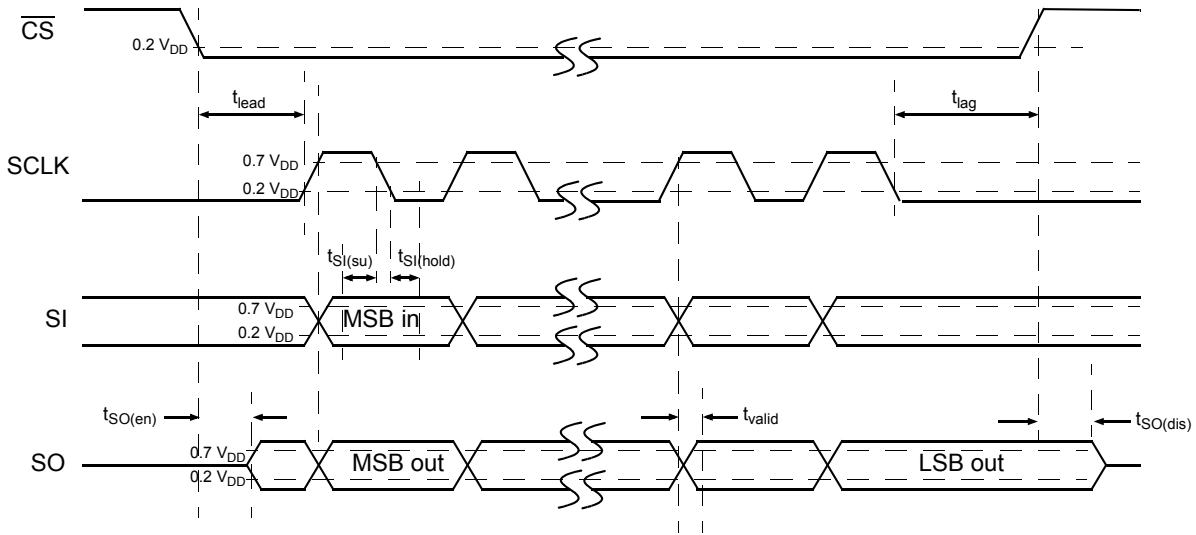 CS
0.2 VDD
tlead
tlag
SCLK
0.7 VDD
0.2 VDD
tSI(su)
tSI(hold)
SI
0.7 VDD
MSB in
0.2 VDD
tSO(en)
tvalid
tSO(dis)
SO
0.7 VDD
MSB out
LSB out
0.2 VDD